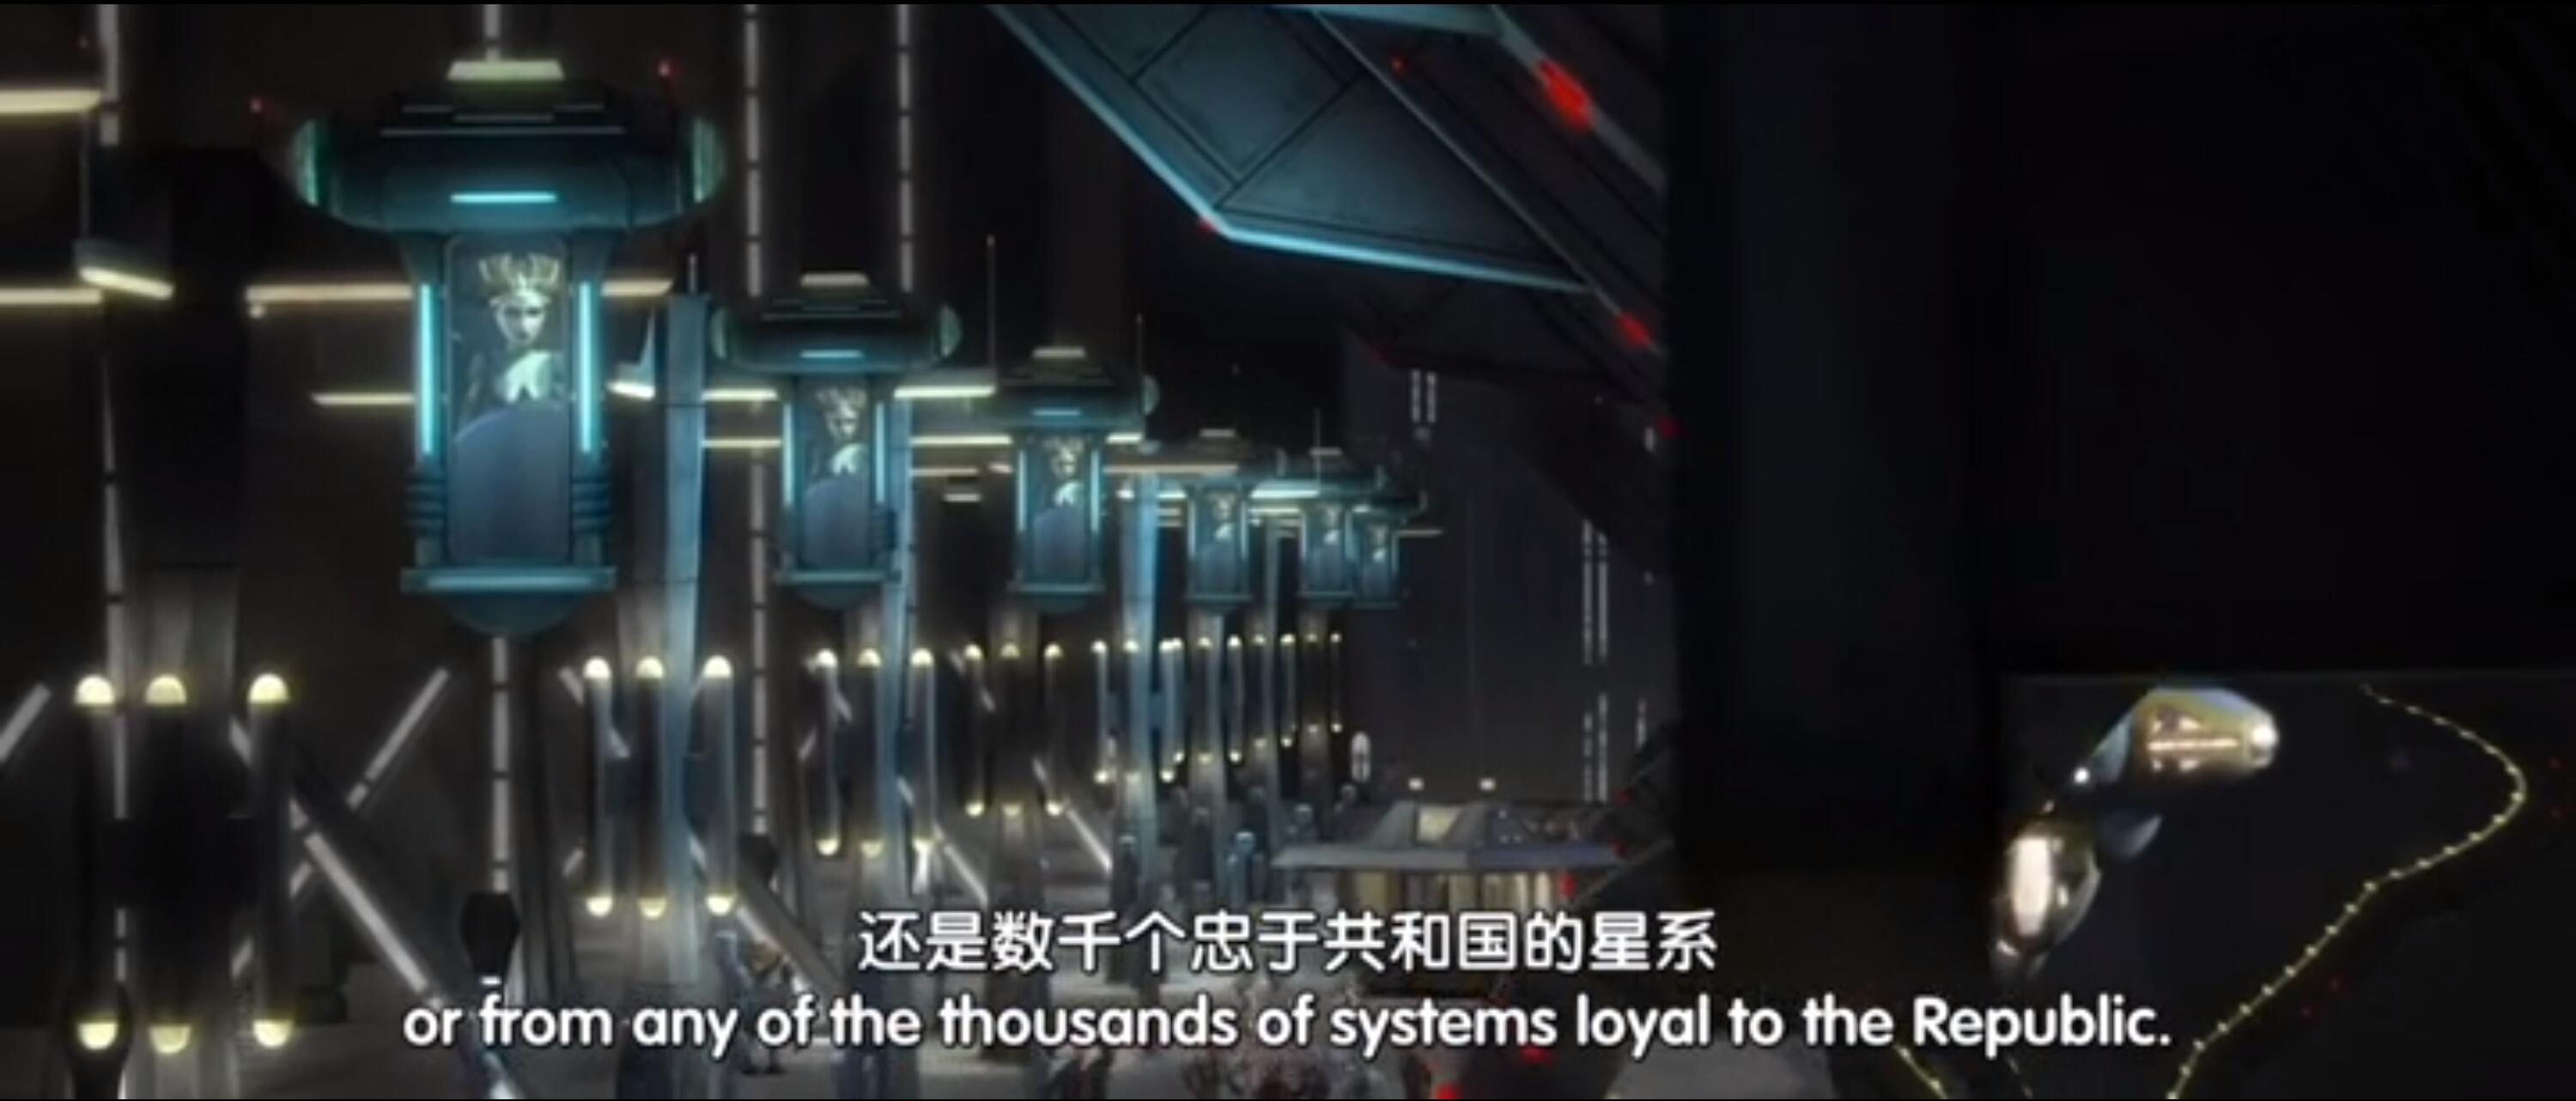 还是数千个忠于共和国的星系
or from any of the thousands of systems loyal to the Republic.